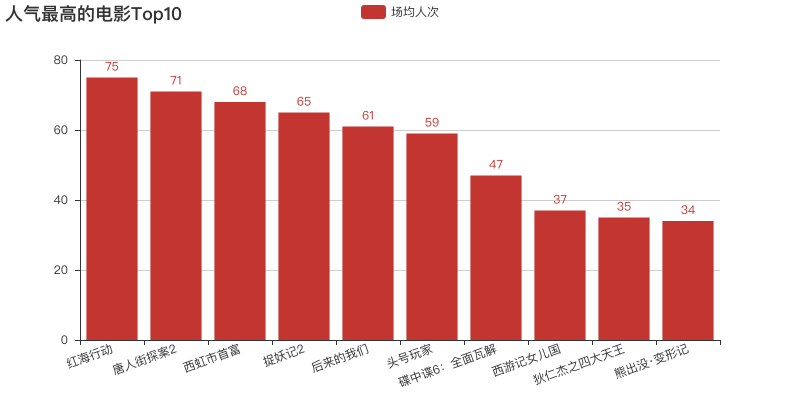 人气最高的电影Top10
场均人次
80
60
40
20
0
75
71
68
65
61
59
47
37
35
34
红海行动
唐人街探案2
西虹市首富
捉妖记2
后来的我们
头号玩家
碟中谍6：全面瓦解
西游记女儿国
狄仁杰之四大天王
熊出没·变形记